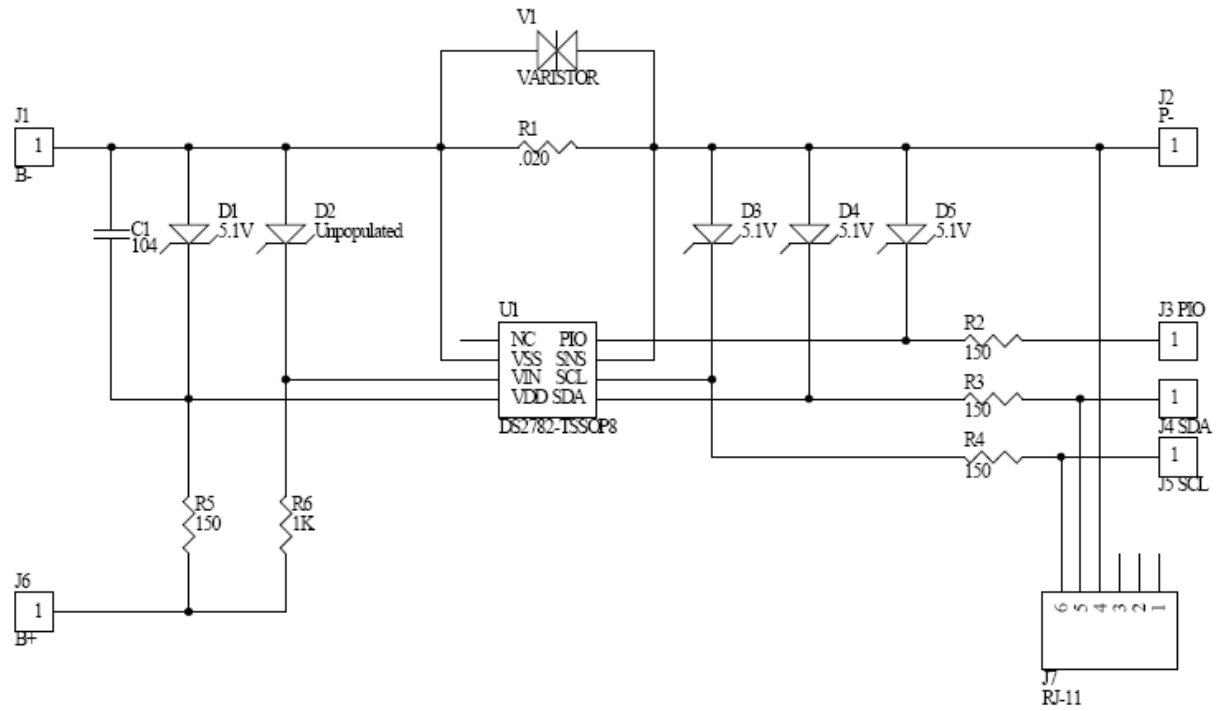 V1
VARISTOR
J1
1
B-
R1
.020
J2
P-
1
C1
104
D1
5.1V
D2
Unpopulated
D3
5.1V
D4
5.1V
D5
5.1V
U1
NC PIO
VSS SNS
VIN SCL
VDD SDA
DS2782-TSSOP8
R2
150
J3 PIO
1
R3
150
1
J4 SDA
R4
150
1
J5 SCL
R5
150
R6
1K
J6
1
B+
6 5 4 3 2 1
J7
RJ-11